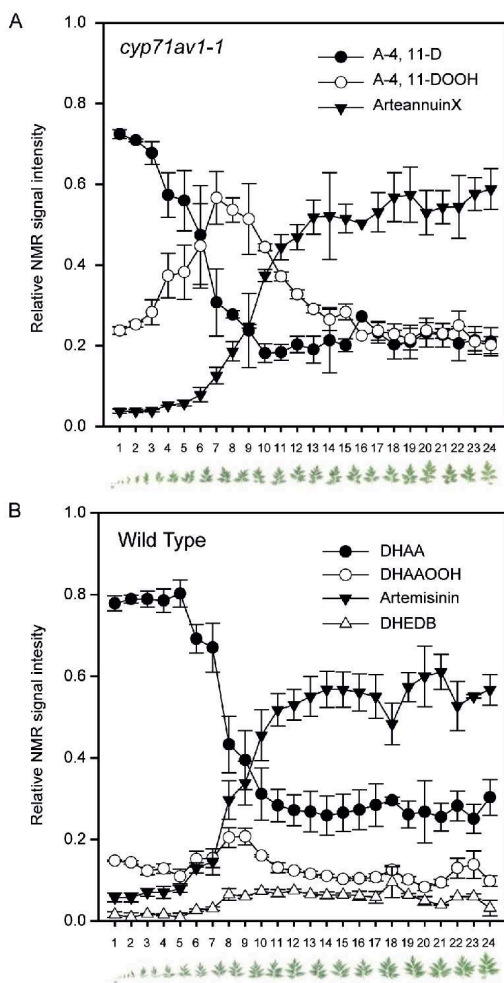 A
cyp71av1-1
A-4, 11-D
A-4, 11-DOOH
ArteannuinX
Relative NMR signal intensity
1.0
0.8
0.6
0.4
0.2
0.0
1 2 3 4 5 6 7 8 9 10 11 12 13 14 15 16 17 18 19 20 21 22 23 24
B
Wild Type
DHAA
DHAAOOH
Artemisinin
DHEDB
Relative NMR signal intesity
1.0
0.8
0.6
0.4
0.2
0.0
1 2 3 4 5 6 7 8 9 10 11 12 13 14 15 16 17 18 19 20 21 22 23 24